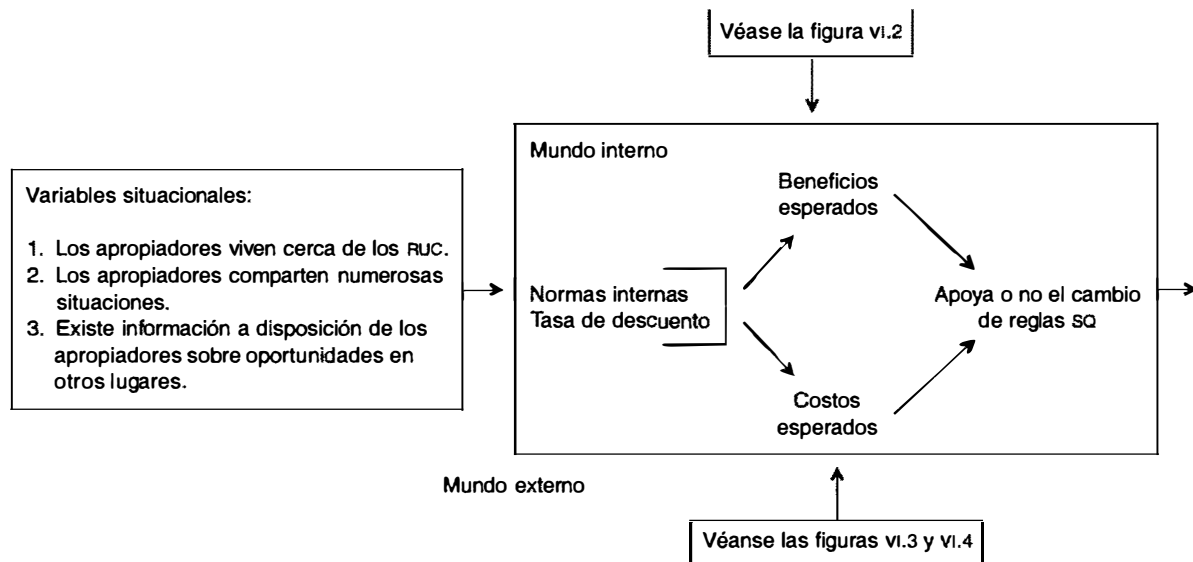 Véase la figura VI.2
Mundo interno
Variables situacionales:
1. Los apropiadores viven cerca de los RUC.
2. Los apropiadores comparten numerosas
situaciones.
3. Existe información a disposición de los
apropiadores sobre oportunidades en
otros lugares.
Normas internas
Tasa de descuento
Beneficios
esperados
Costos
esperados
Apoya o no el cambio
de reglas SQ
Mundo externo
Véanse las figuras VI.3 y VI.4